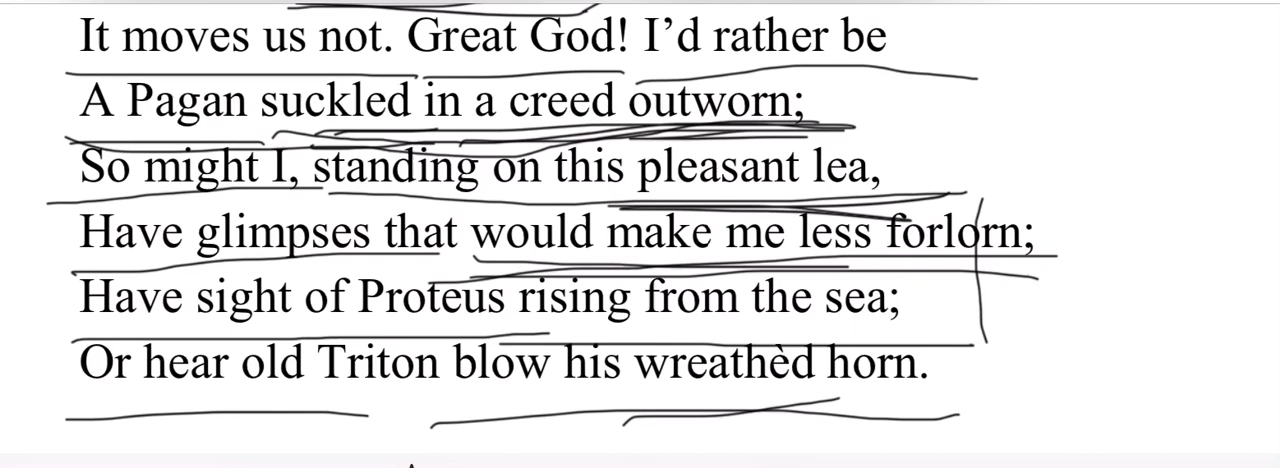 It moves us not. Great God! I’d rather be
A Pagan suckled in a creed outworn;
So might I, standing on this pleasant lea,
Have glimpses that would make me less forlorn;
Have sight of Proteus rising from the sea;
Or hear old Triton blow his wreathèd horn.